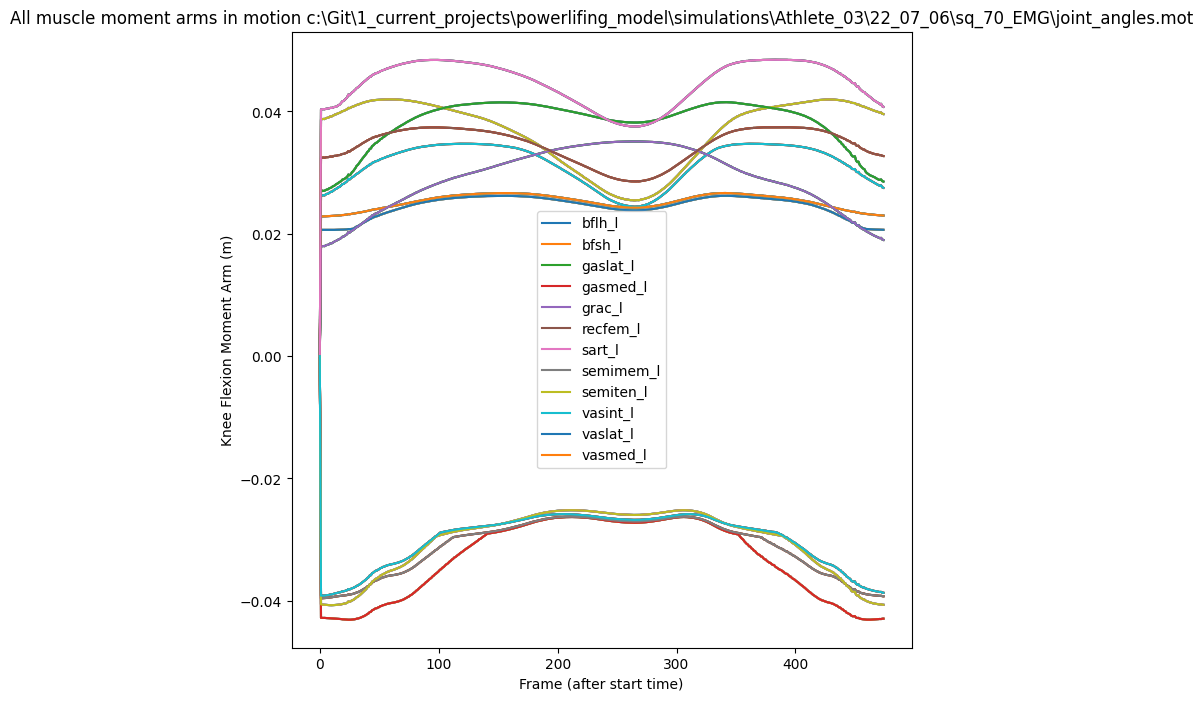 All muscle moment arms in motion c:\Git\1_current_projects\powerlifing_model\simulations\Athlete_03\22_07_06\sq_70_EMG\joint_angles.mot
Knee Flexion Moment Arm (m)
0.04
0.02
0.00
−0.02
−0.04
bflh_l
bfsh_l
gaslat_l
gasmed_l
grac_l
recfem_l
sart_l
semimem_l
semiten_l
vasint_l
vaslat_l
vasmed_l
0 100 200 300 400
Frame (after start time)